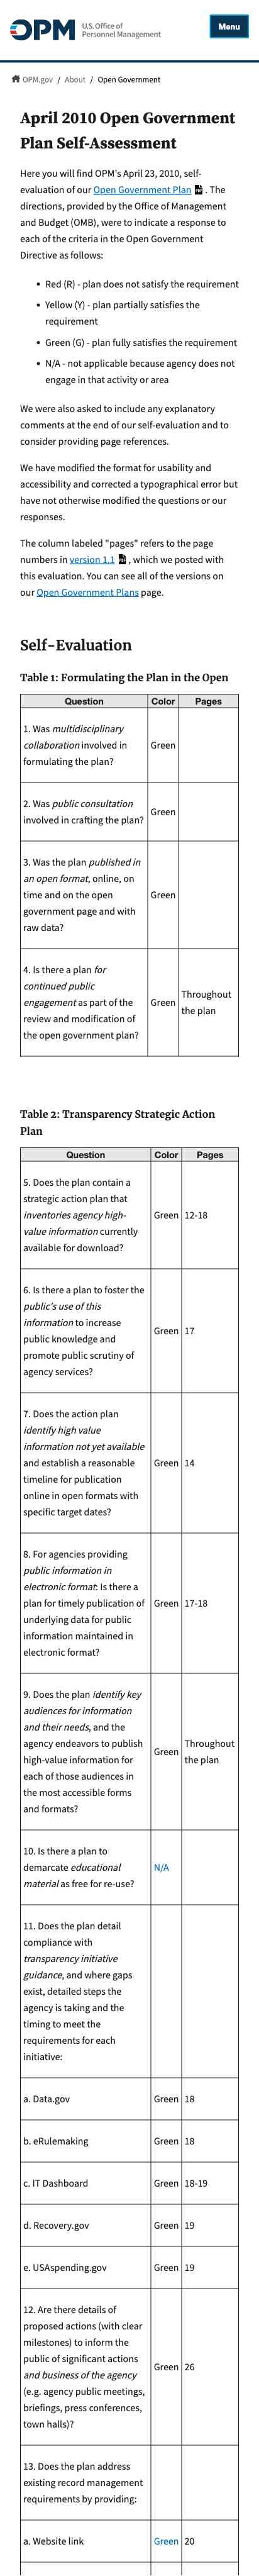 OPM
U.S. Office of
Personnel Management
Menu
OPM.gov / About / Open Government
April 2010 Open Government
Plan Self-Assessment
Here you will find OPM's April 23, 2010, self-
evaluation of our Open Government Plan . The
directions, provided by the Office of Management
and Budget (OMB), were to indicate a response to
each of the criteria in the Open Government
Directive as follows:
• Red (R) - plan does not satisfy the requirement
• Yellow (Y) - plan partially satisfies the
requirement
• Green (G) - plan fully satisfies the requirement
• N/A - not applicable because agency does not
engage in that activity or area
We were also asked to include any explanatory
comments at the end of our self-evaluation and to
consider providing page references.
We have modified the format for usability and
accessibility and corrected a typographical error but
have not otherwise modified the questions or our
responses.
The column labeled "pages" refers to the page
numbers in version 1.1 , which we posted with
this evaluation. You can see all of the versions on
our Open Government Plans page.
Self-Evaluation
Table 1: Formulating the Plan in the Open
Question Color Pages
1. Was multidisciplinary
collaboration involved in
formulating the plan?
Green
2. Was public consultation
involved in crafting the plan?
Green
3. Was the plan published in
an open format, online, on
time and on the open
government page and with
raw data?
Green
4. Is there a plan for
continued public
engagement as part of the
review and modification of
the open government plan?
Green
Throughout
the plan
Table 2: Transparency Strategic Action
Plan
Question Color Pages
5. Does the plan contain a
strategic action plan that
inventories agency high-
value information currently
available for download?
Green 12-18
6. Is there a plan to foster the
public's use of this
information to increase
public knowledge and
promote public scrutiny of
agency services?
Green 17
7. Does the action plan
identify high value
information not yet available
and establish a reasonable
timeline for publication
online in open formats with
specific target dates?
Green 14
8. For agencies providing
public information in
electronic format: Is there a
plan for timely publication of
underlying data for public
information maintained in
electronic format?
Green 17-18
9. Does the plan identify key
audiences for information
and their needs, and the
agency endeavors to publish
high-value information for
each of those audiences in
the most accessible forms
and formats?
Green
Throughout
the plan
10. Is there a plan to
demarcate educational
material as free for re-use?
N/A
11. Does the plan detail
compliance with
transparency initiative
guidance, and where gaps
exist, detailed steps the
agency is taking and the
timing to meet the
requirements for each
initiative:
a. Data.gov Green 18
b. eRulemaking Green 18
c. IT Dashboard Green 18-19
d. Recovery.gov Green 19
e. USAspending.gov Green 19
12. Are there details of
proposed actions (with clear
milestones) to inform the
public of significant actions
and business of the agency
(e.g. agency public meetings,
briefings, press conferences,
town halls)?
Green 26
13. Does the plan address
existing record management
requirements by providing:
a. Website link Green 20